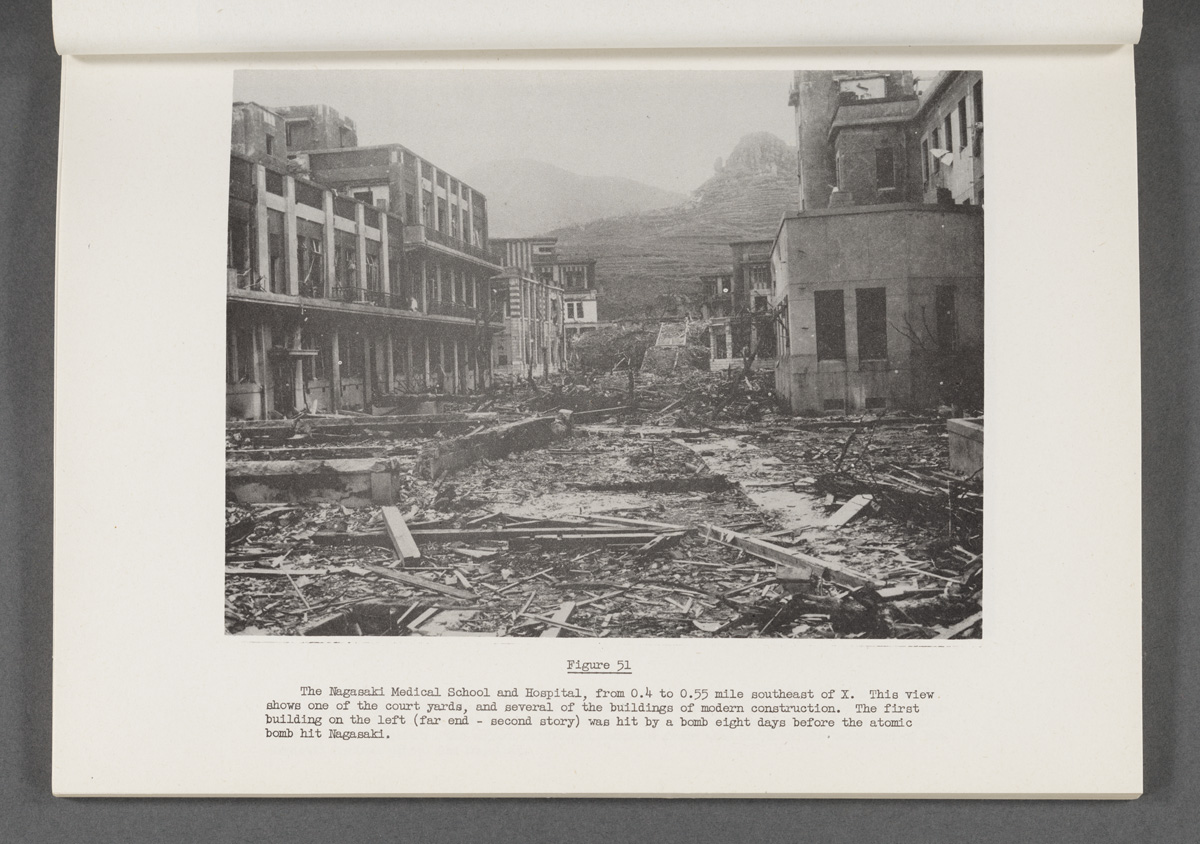 Figure 51
The Nagasaki Medical School and Hospital, from 0.4 to 0.55 mile southeast of X. This view
shows one of the court yards, and several of the buildings of modern construction. The first
building on the left (far end - second story) was hit by a bomb eight days before the atomic
bomb hit Nagasaki.